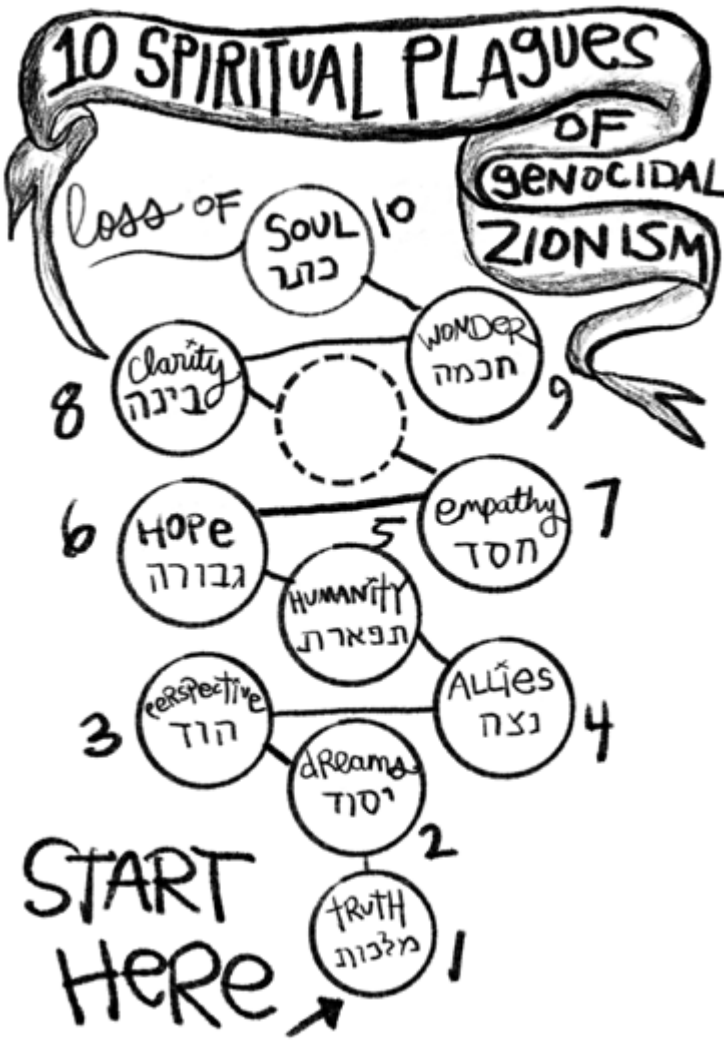 10 SPIRITUAL PLAgUes
OF
geNOCIDAL
ZIONISM
loss OF
SOUL 10
כתר
WONDeR
חכמה
9
Clarity
בינה
8
empathy
חסד
7
HOPe
גבורה
6
5
HUMANITY
תפארת
ALLies
נצח
4
PeRSPective
הוד
3
dReams
יסוד
2
tRUtH
מלכות
1
START
HeRe